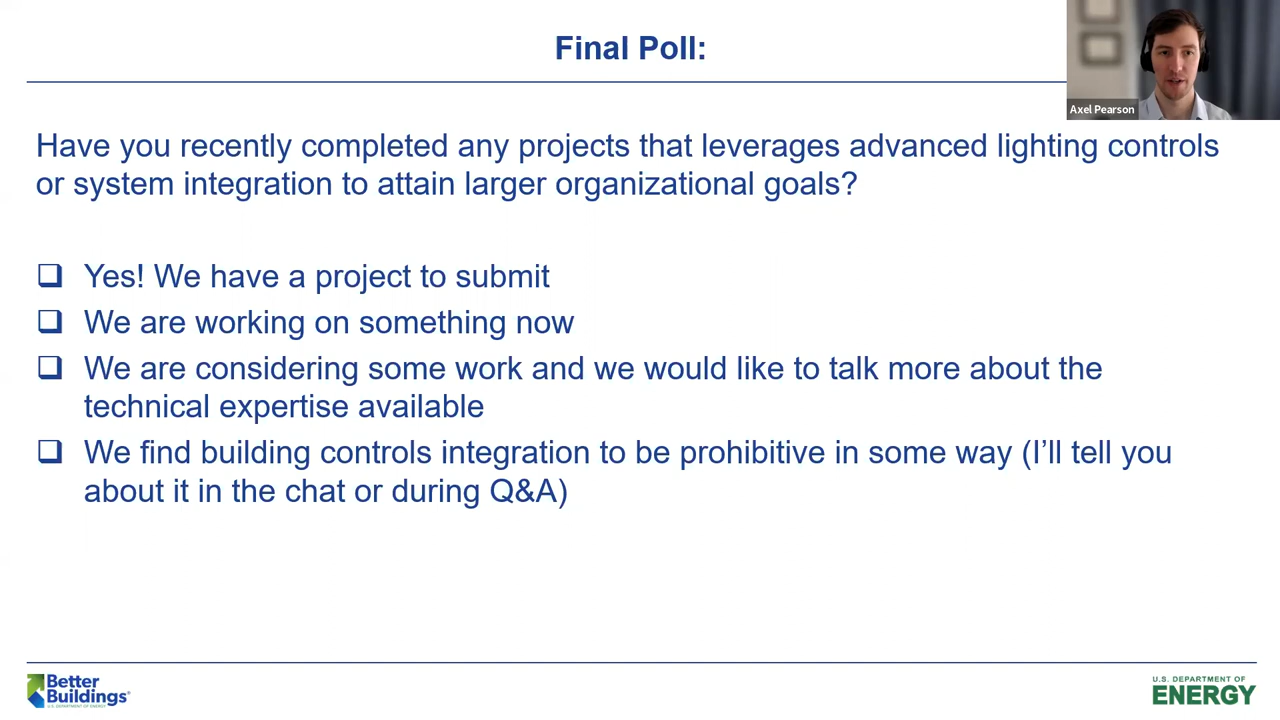 Final Poll:
Axel Pearson
Have you recently completed any projects that leverages advanced lighting controls
or system integration to attain larger organizational goals?
❑ Yes! We have a project to submit
❑ We are working on something now
❑ We are considering some work and we would like to talk more about the
technical expertise available
❑ We find building controls integration to be prohibitive in some way (I’ll tell you
about it in the chat or during Q&A)
Better
Buildings®
U.S. DEPARTMENT OF ENERGY
U.S. DEPARTMENT OF
ENERGY